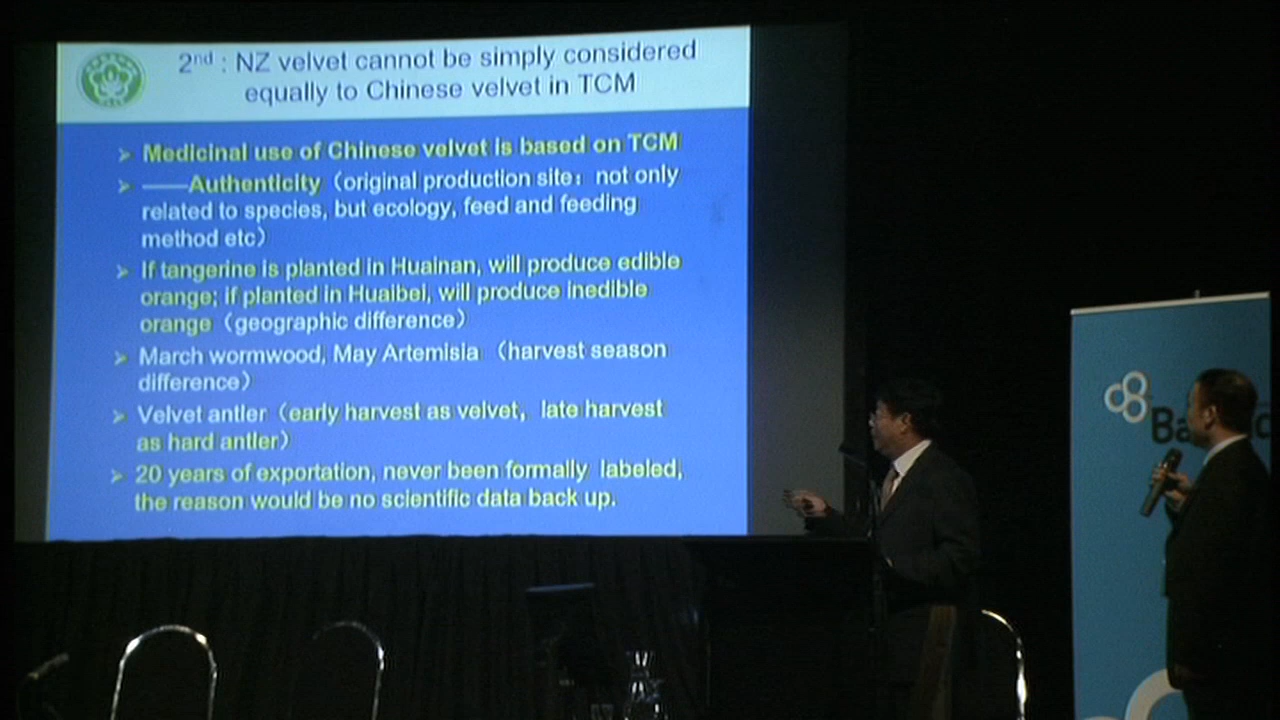 2nd : NZ velvet cannot be simply considered
equally to Chinese velvet in TCM
➢ Medicinal use of Chinese velvet is based on TCM
➢ ——Authenticity（original production site： not only
related to species, but ecology, feed and feeding
method etc）
➢ If tangerine is planted in Huainan, will produce edible
orange; if planted in Huaibei, will produce inedible
orange（geographic difference）
➢ March wormwood, May Artemisia （harvest season
difference）
➢ Velvet antler（early harvest as velvet， late harvest
as hard antler）
➢ 20 years of exportation, never been formally labeled,
the reason would be no scientific data back up.